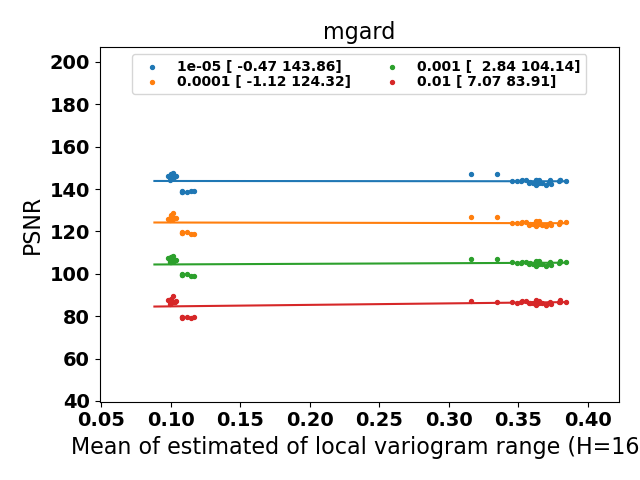 mgard
1e-05 [ -0.47 143.86]
0.0001 [ -1.12 124.32]
0.001 [  2.84 104.14]
0.01 [ 7.07 83.91]
PSNR
200
180
160
140
120
100
80
60
40
0.05 0.10 0.15 0.20 0.25 0.30 0.35 0.40
Mean of estimated of local variogram range (H=16